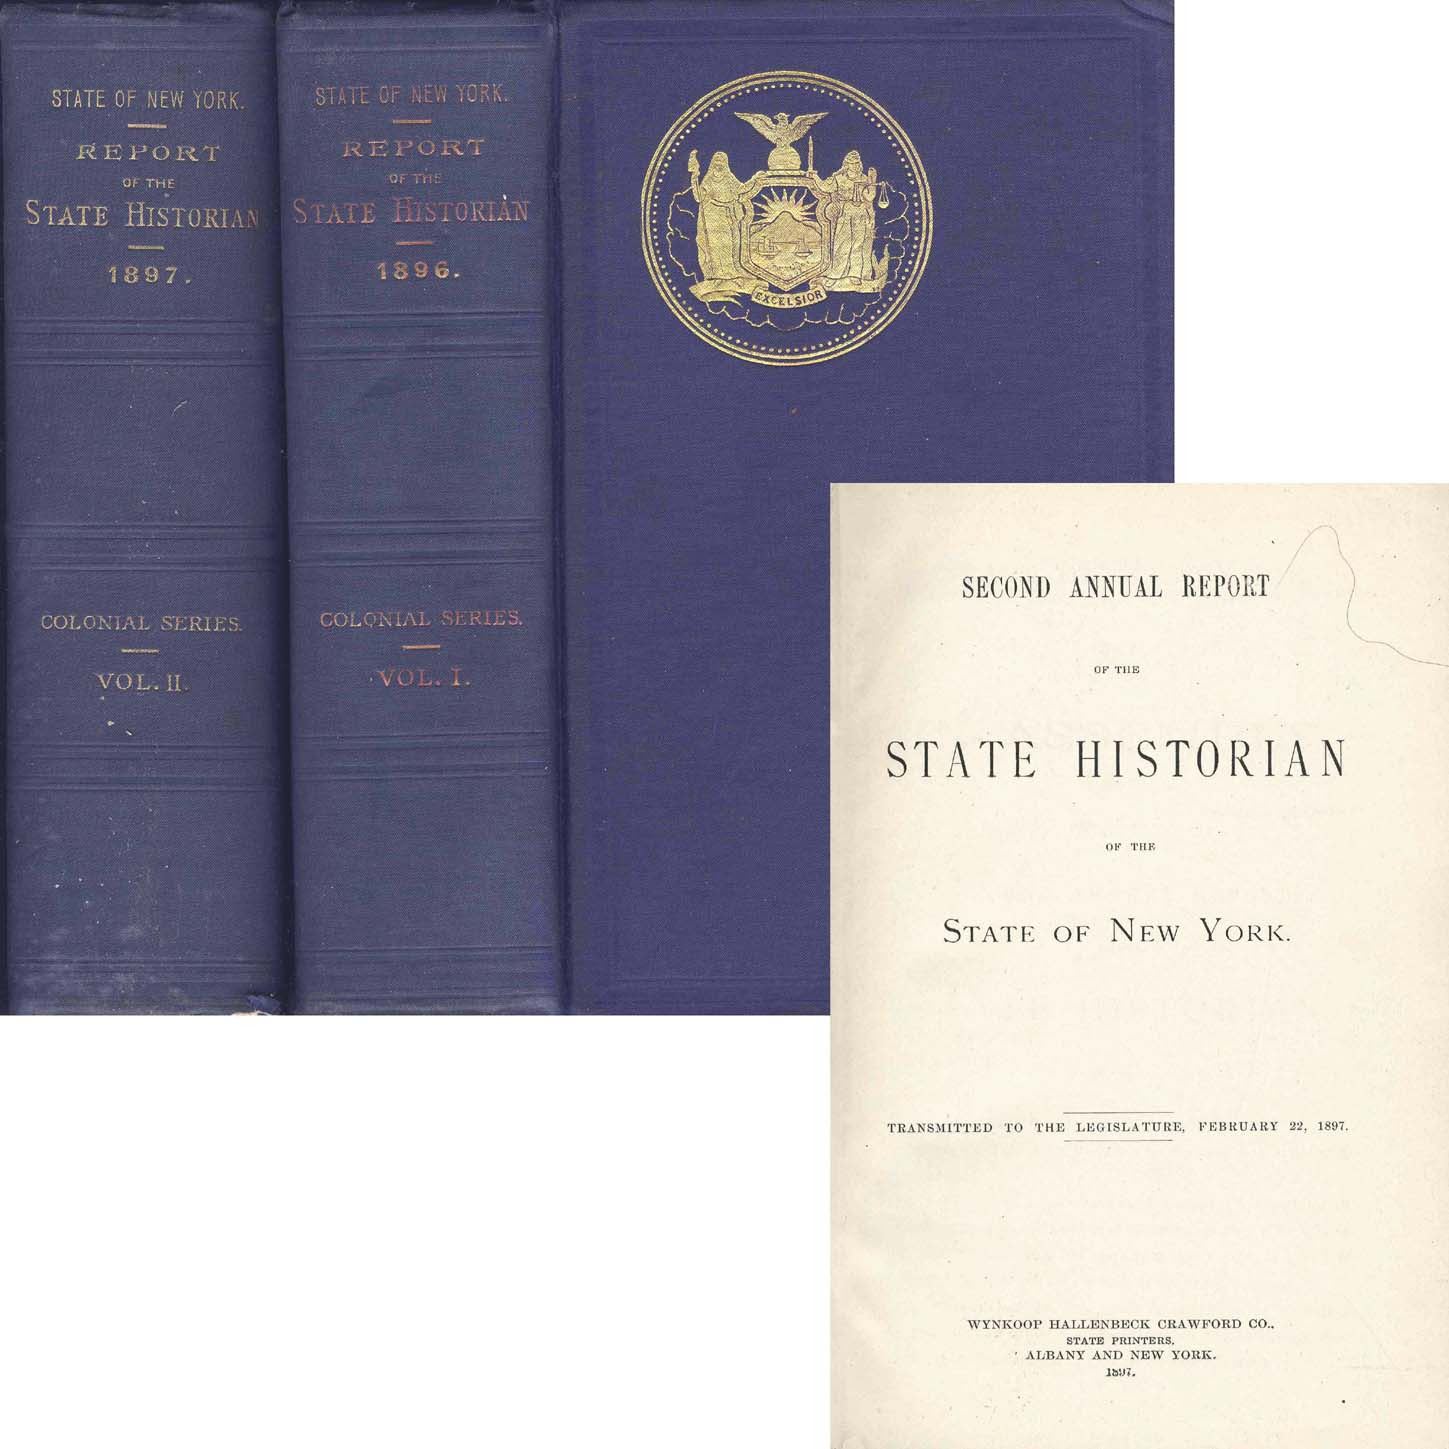 STATE OF NEW YORK.
REPORT
OF THE
STATE HISTORIAN
1897.
COLONIAL SERIES.
VOL. II.
STATE OF NEW YORK.
REPORT
OF THE
STATE HISTORIAN
1896.
COLONIAL SERIES.
VOL. I.
EXCELSIOR
SECOND ANNUAL REPORT
OF THE
STATE HISTORIAN
OF THE
STATE OF NEW YORK.
TRANSMITTED TO THE LEGISLATURE, FEBRUARY 22, 1897.
WYNKOOP HALLENBECK CRAWFORD CO.,
STATE PRINTERS,
ALBANY AND NEW YORK.
1897.